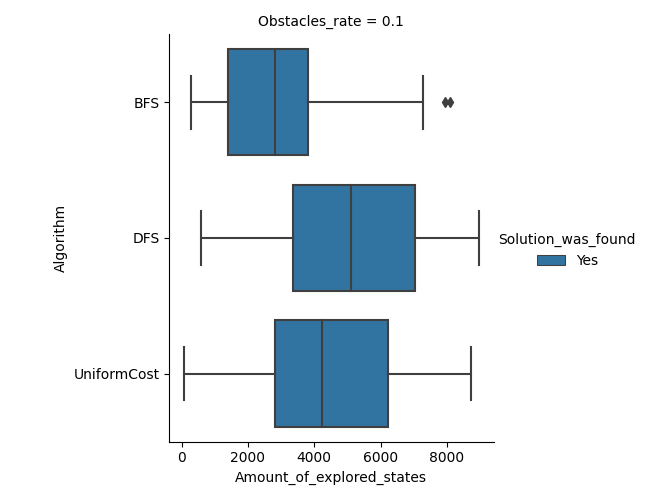 Obstacles_rate = 0.1
BFS
DFS
UniformCost
Algorithm
0 2000 4000 6000 8000
Amount_of_explored_states
Solution_was_found
Yes